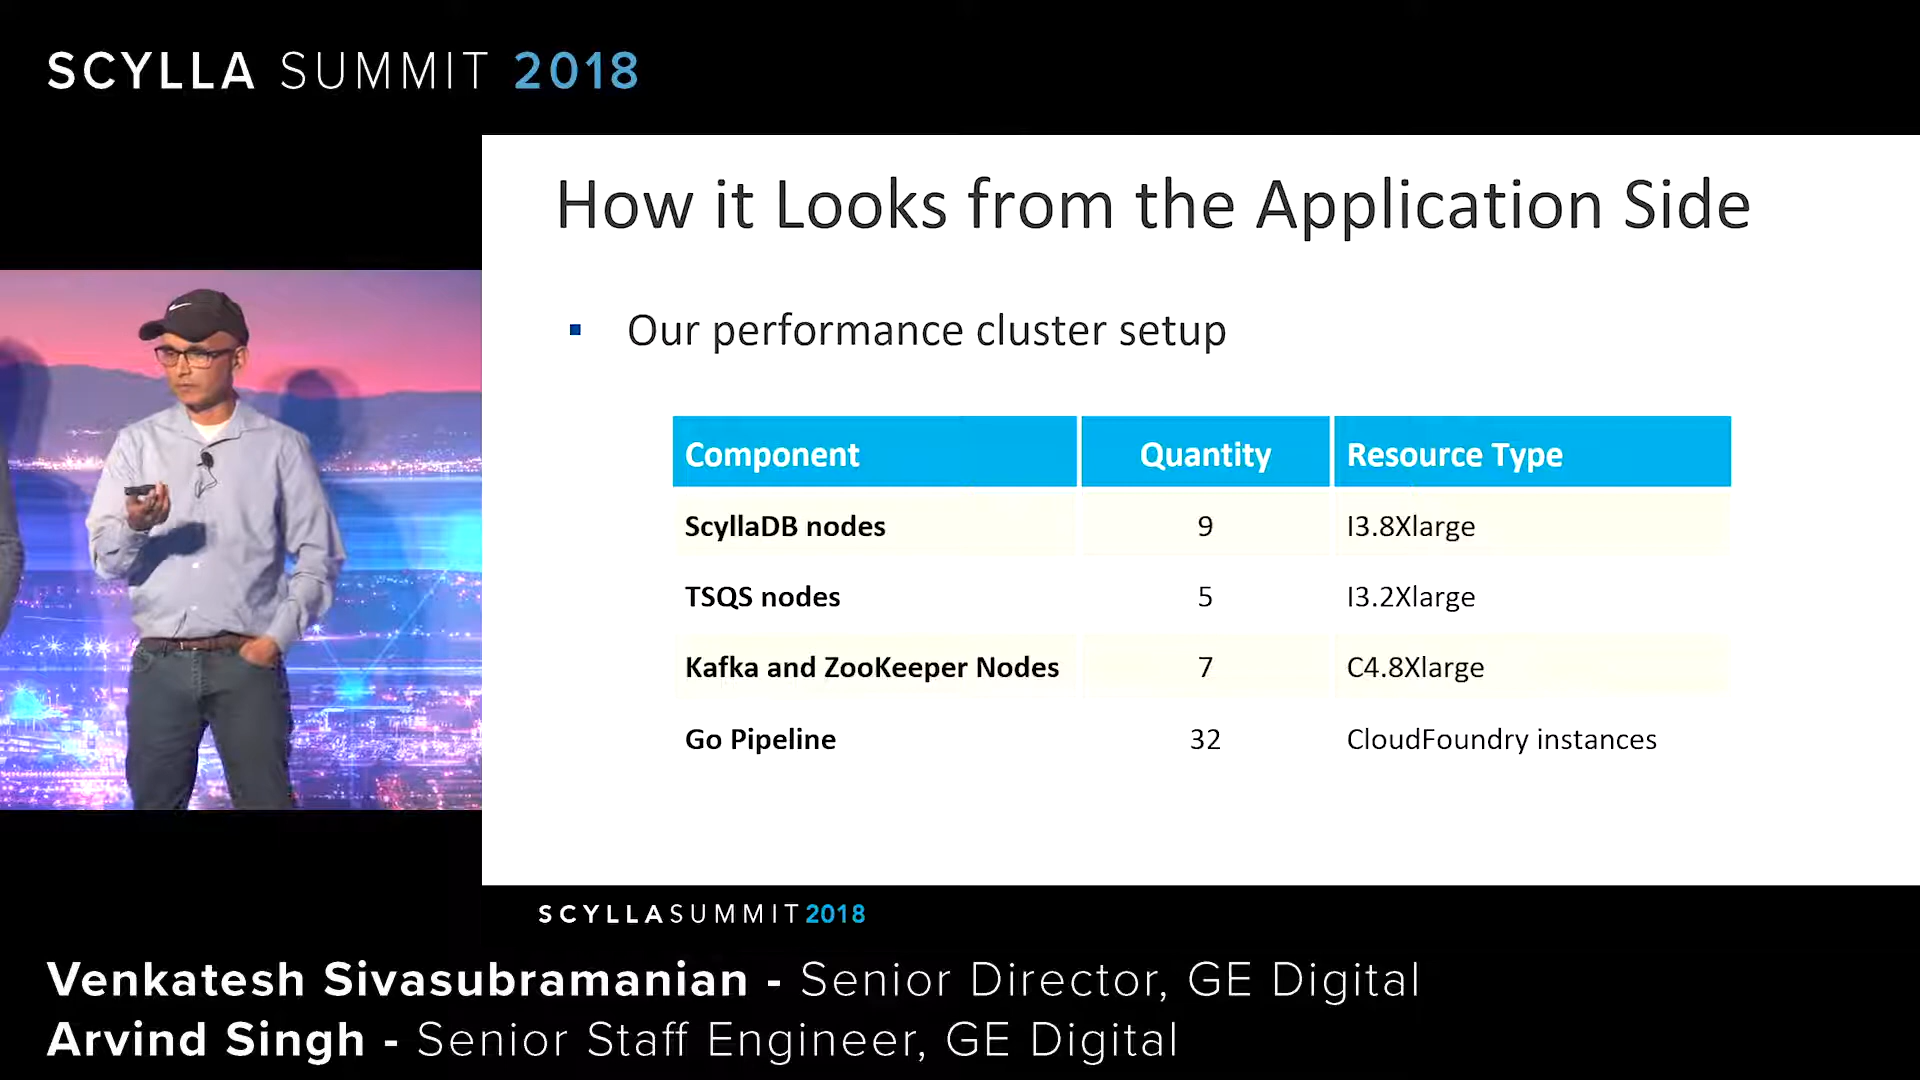 SCYLLA SUMMIT 2018
How it Looks from the Application Side
▪ Our performance cluster setup
Component Quantity Resource Type
ScyllaDB nodes 9 I3.8Xlarge
TSQS nodes 5 I3.2Xlarge
Kafka and ZooKeeper Nodes 7 C4.8Xlarge
Go Pipeline 32 CloudFoundry instances
SCYLLASUMMIT2018
Venkatesh Sivasubramanian - Senior Director, GE Digital
Arvind Singh - Senior Staff Engineer, GE Digital